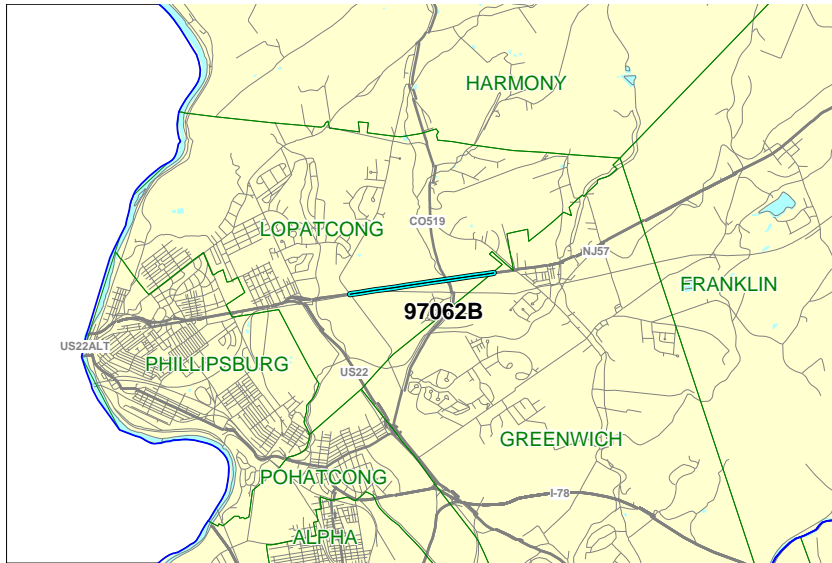 HARMONY
CO519
LOPATCONG
NJ57
FRANKLIN
97062B
US22ALT
PHILLIPSBURG
US22
GREENWICH
POHATCONG
I-78
ALPHA